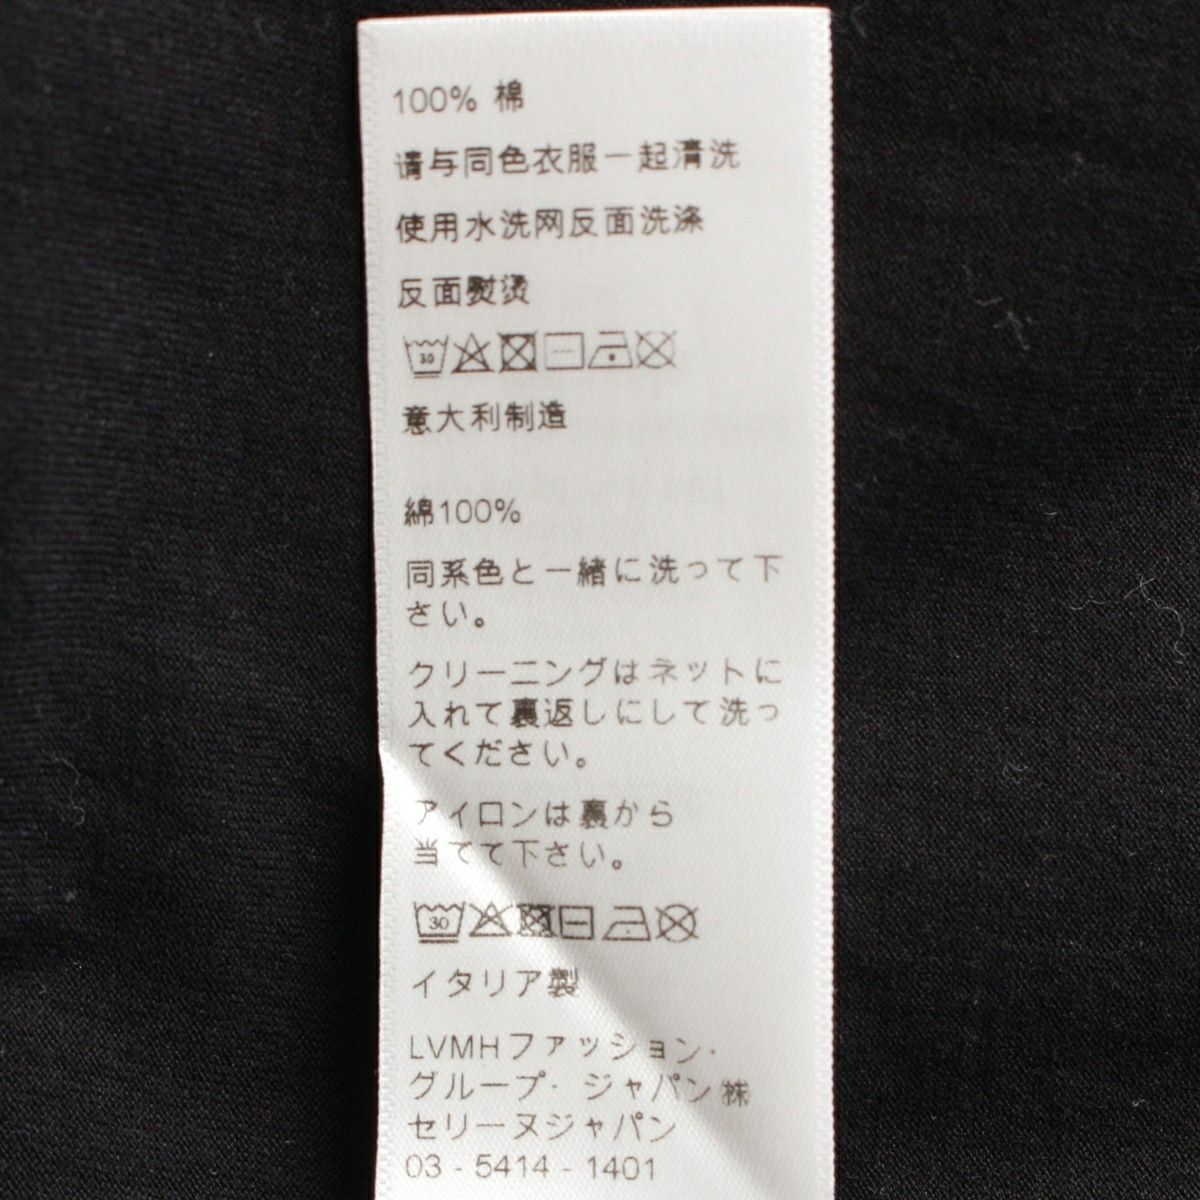 100% 棉
请与同色衣服一起清洗
使用水洗网反面洗涤
反面熨烫
30
意大利制造
綿100%
同系色と一緒に洗って下
さい。
クリーニングはネットに
入れて裏返しにして洗っ
てください。
アイロンは裏から
当てて下さい。
30
イタリア製
LVMHファッション・
グループ・ジャパン㈱
セリーヌジャパン
03 - 5414 - 1401